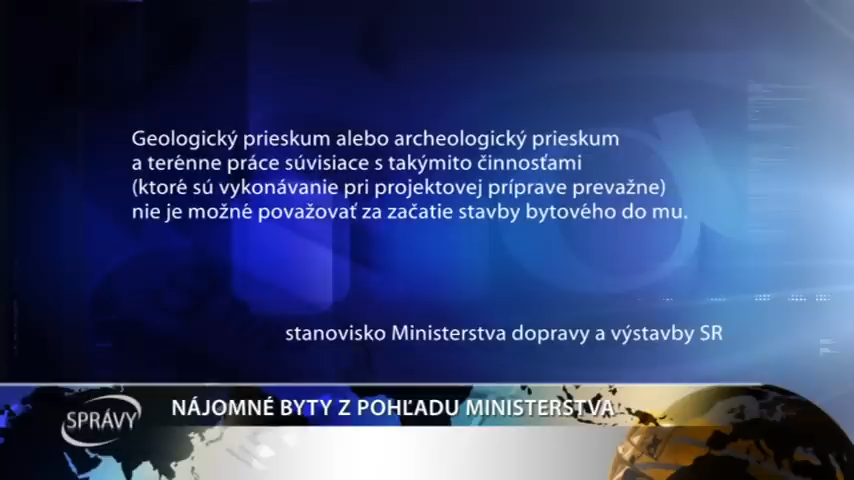 Geologický prieskum alebo archeologický prieskum
a terénne práce súvisiace s takýmito činnosťami
(ktoré sú vykonávanie pri projektovej príprave prevažne)
nie je možné považovať za začatie stavby bytového do mu.
stanovisko Ministerstva dopravy a výstavby SR
NÁJOMNÉ BYTY Z POHĽADU MINISTERSTVA
SPRÁVY